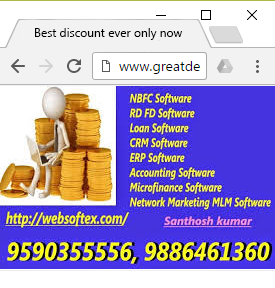 Best discount ever only now
www.greatde
NBFC Software
RD FD Software
Loan Software
CRM Software
ERP Software
Accounting Software
Microfinance Software
Network Marketing MLM Software
http://websoftex.com/
Santhosh kumar
9590355556, 9886461360